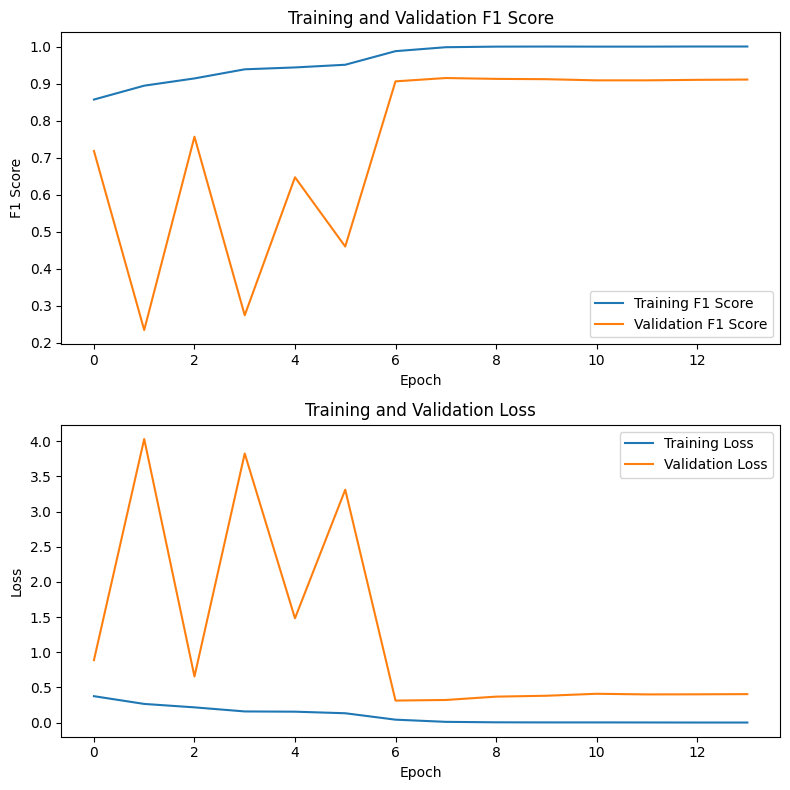 Training and Validation F1 Score
1.0
0.9
0.8
0.7
0.6
0.5
0.4
0.3
0.2
F1 Score
Training F1 Score
Validation F1 Score
0 2 4 6 8 10 12
Epoch
Training and Validation Loss
4.0
3.5
3.0
2.5
2.0
1.5
1.0
0.5
0.0
Loss
Training Loss
Validation Loss
0 2 4 6 8 10 12
Epoch